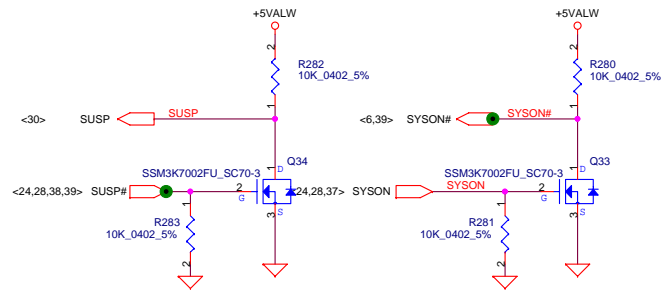 +5VALW
+5VALW
2
R282
10K_0402_5%
1
2
R280
10K_0402_5%
1
<30>
SUSP
SUSP
<6,39>
SYSON#
SYSON#
SSM3K7002FU_SC70-3
1
D
Q34
SSM3K7002FU_SC70-3
1
D
Q33
<24,28,38,39>
SUSP#
2
G
<24,28,37>
SYSON
SYSON
2
G
3
S
3
S
1
R283
10K_0402_5%
2
1
R281
10K_0402_5%
2